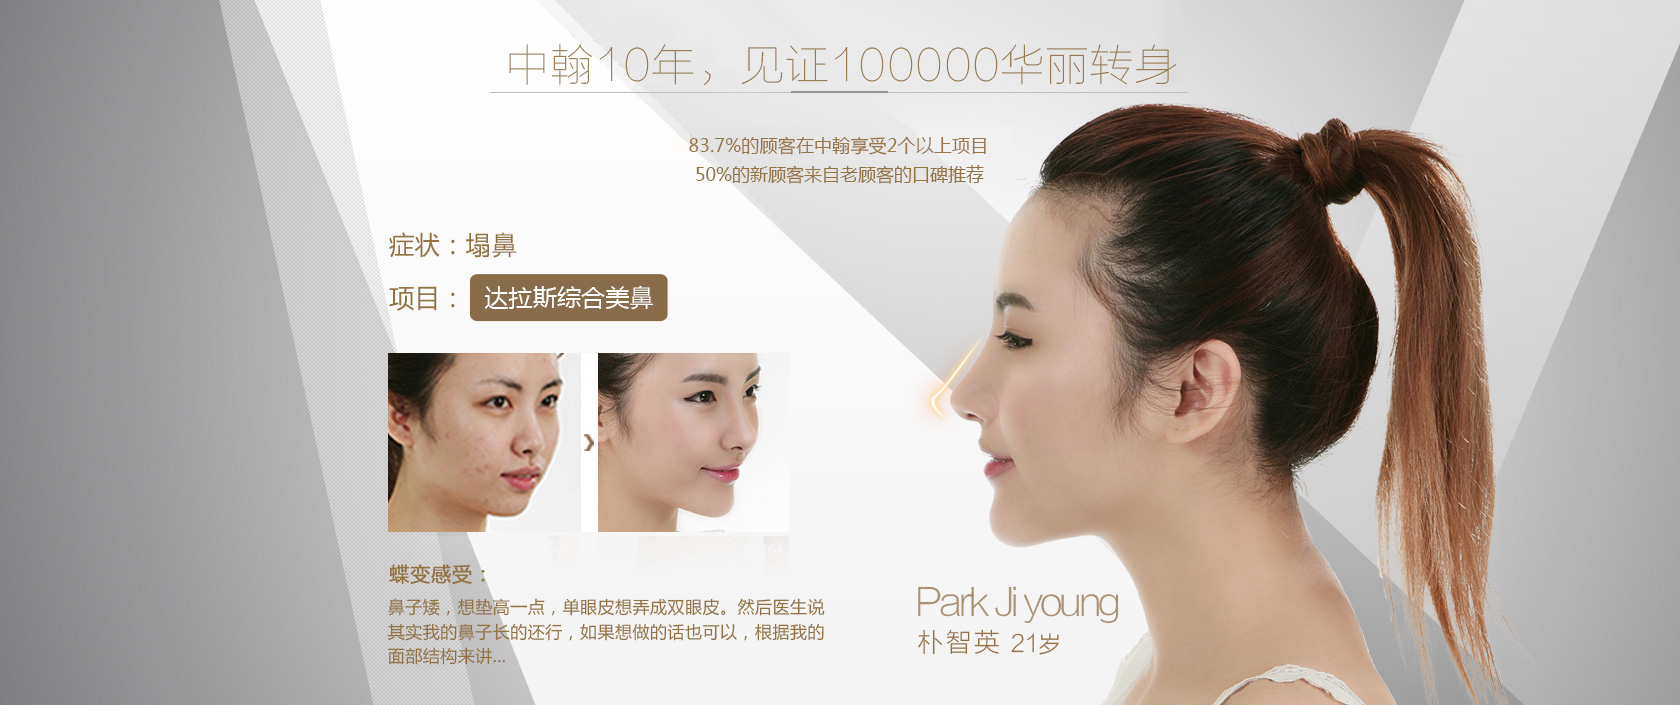 中翰10年，见证100000华丽转身
83.7%的顾客在中翰享受2个以上项目
50%的新顾客来自老顾客的口碑推荐
症状：塌鼻
项目：达拉斯综合美鼻
蝶变感受：
鼻子矮，想垫高一点，单眼皮想弄成双眼皮。然后医生说
其实我的鼻子长的还行，如果想做的话也可以，根据我的
面部结构来讲...
Park Ji young
朴智英 21岁